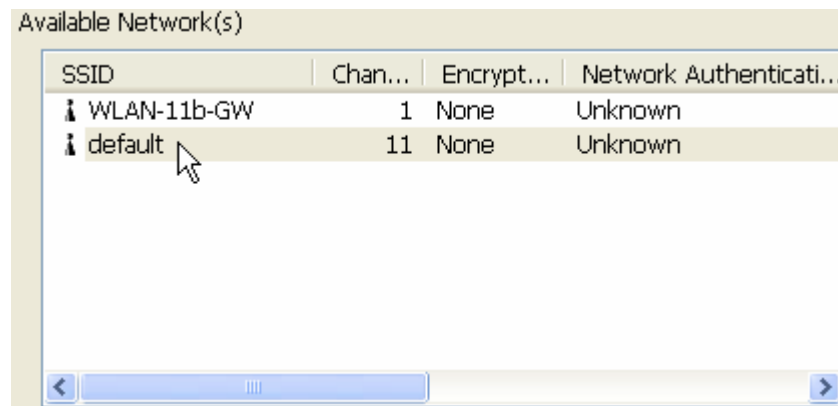 Available Network(s)
SSID Chan... Encrypt... Network Authenticati...
WLAN-11b-GW 1 None Unknown
default 11 None Unknown